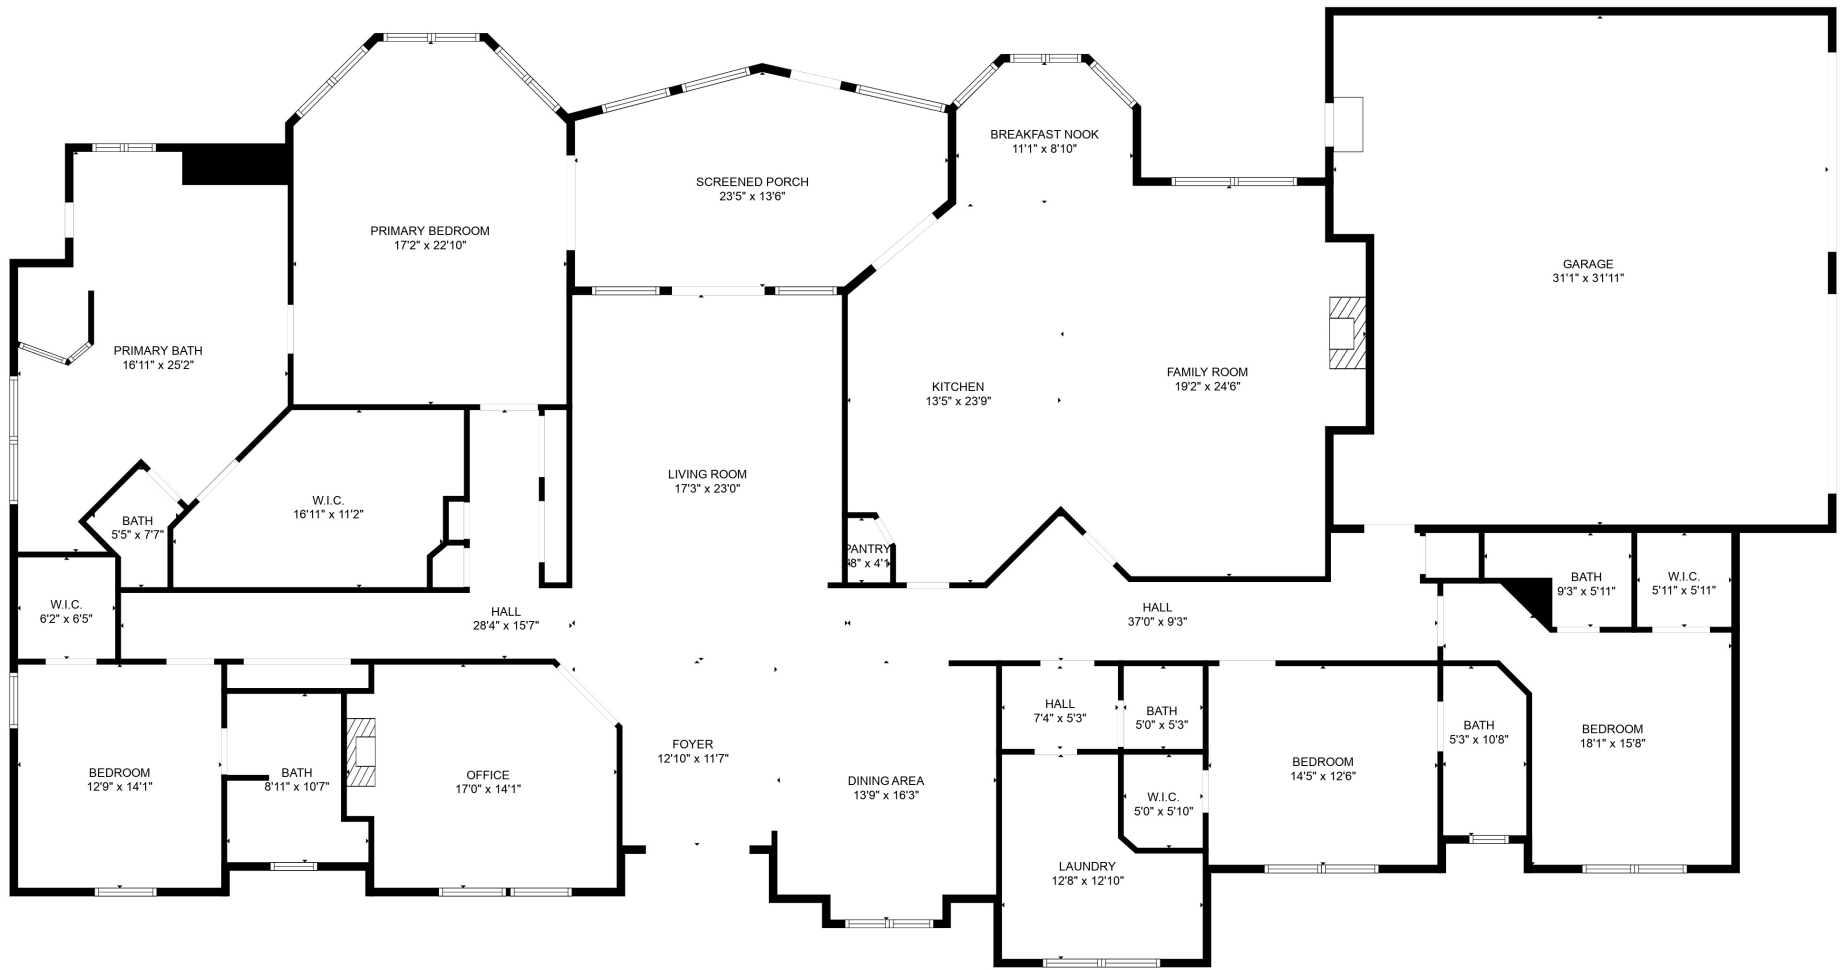 BREAKFAST NOOK
11'1" x 8'10"
SCREENED PORCH
23'5" x 13'6"
PRIMARY BEDROOM
17'2" x 22'10"
GARAGE
31'1" x 31'11"
PRIMARY BATH
16'11" x 25'2"
FAMILY ROOM
19'2" x 24'6"
KITCHEN
13'5" x 23'9"
LIVING ROOM
17'3" x 23'0"
W.I.C.
16'11" x 11'2"
BATH
5'5" x 7'7"
PANTRY
8" x 4'1
BATH
9'3" x 5'11"
W.I.C.
5'11" x 5'11"
W.I.C.
6'2" x 6'5"
HALL
28'4" x 15'7"
HALL
37'0" x 9'3"
HALL
7'4" x 5'3"
BATH
5'0" x 5'3"
BATH
5'3" x 10'8"
BEDROOM
18'1" x 15'8"
FOYER
12'10" x 11'7"
BEDROOM
12'9" x 14'1"
BATH
8'11" x 10'7"
OFFICE
17'0" x 14'1"
DINING AREA
13'9" x 16'3"
BEDROOM
14'5" x 12'6"
W.I.C.
5'0" x 5'10"
LAUNDRY
12'8" x 12'10"